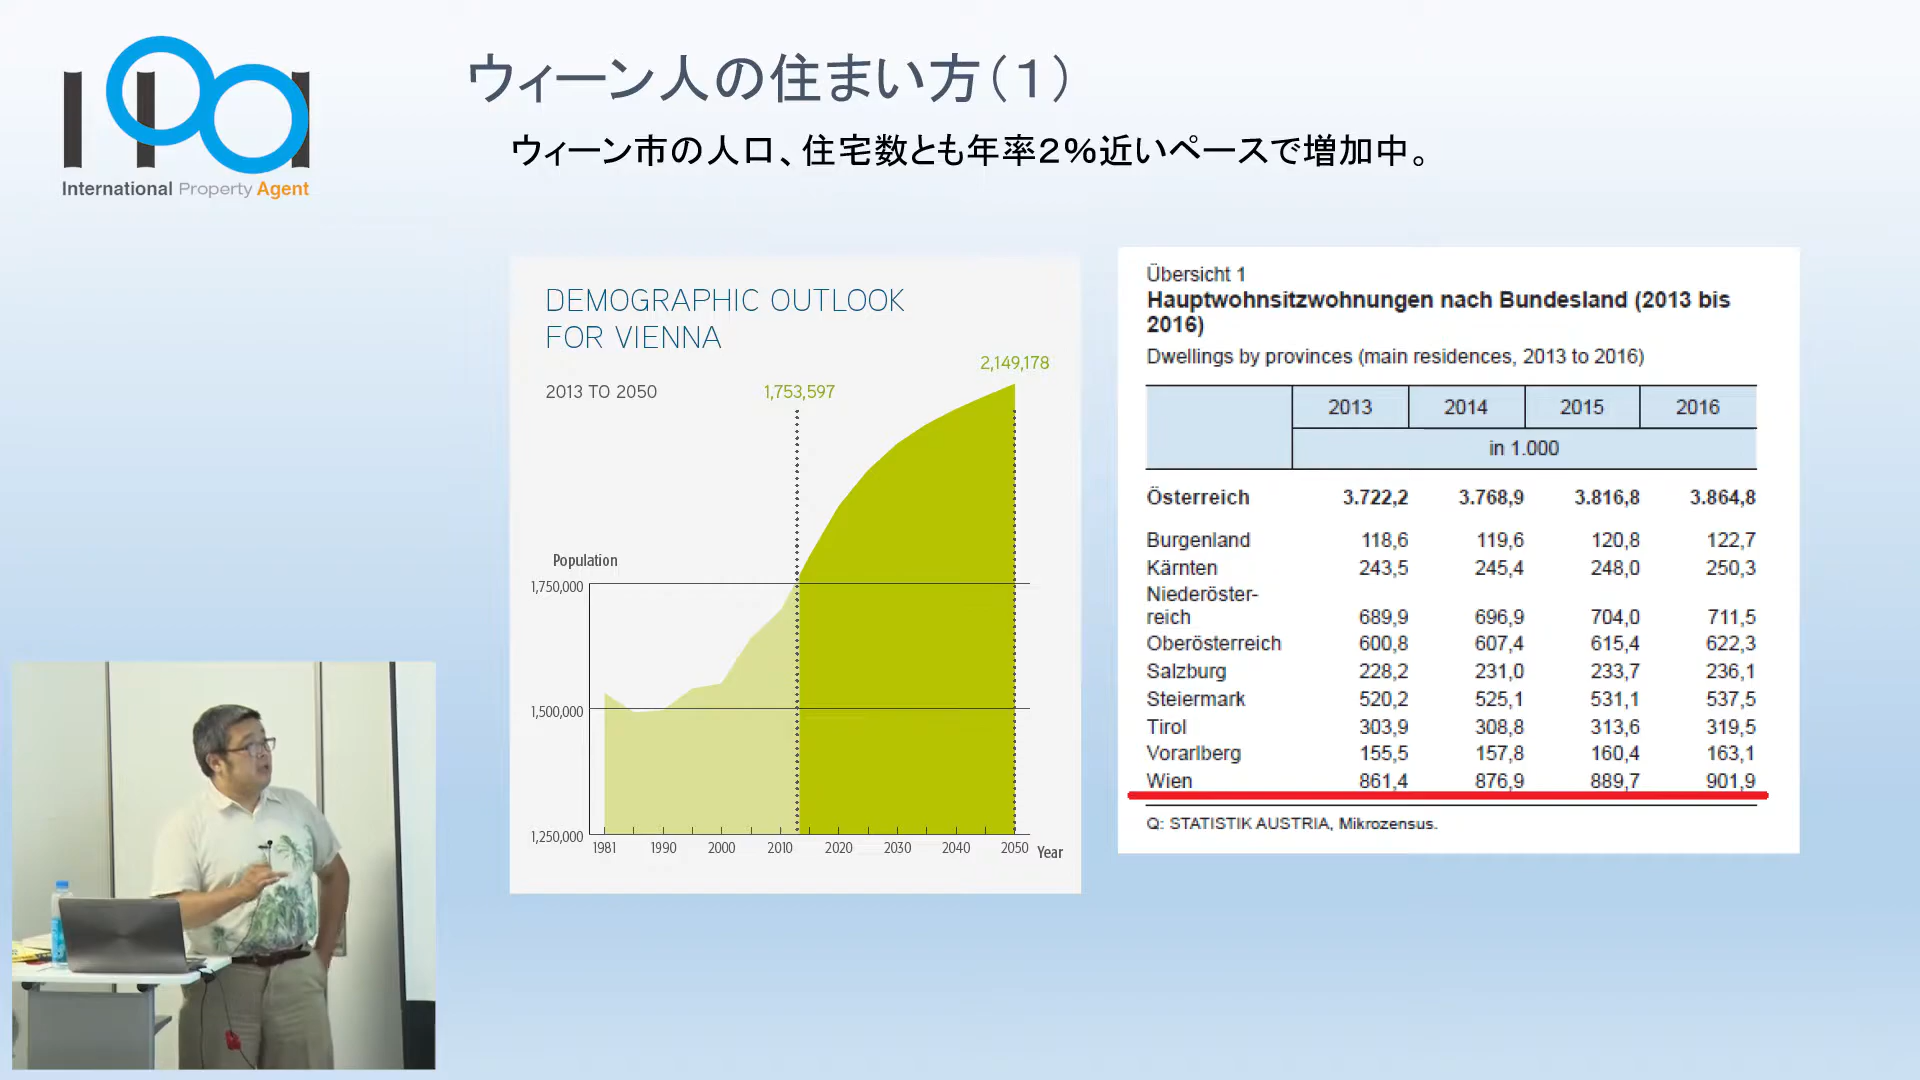 International Property Agent
ウィーン人の住まい方（１）
ウィーン市の人口、住宅数とも年率２％近いペースで増加中。
DEMOGRAPHIC OUTLOOK
FOR VIENNA
2013 TO 2050
1,753,597
2,149,178
Population
1,750,000
1,500,000
1,250,000
1981 1990 2000 2010 2020 2030 2040 2050 Year
Übersicht 1
Hauptwohnsitzwohnungen nach Bundesland (2013 bis
2016)
Dwellings by provinces (main residences, 2013 to 2016)
2013 2014 2015 2016
in 1.000
Österreich 3.722,2 3.768,9 3.816,8 3.864,8
Burgenland 118,6 119,6 120,8 122,7
Kärnten 243,5 245,4 248,0 250,3
Niederöster-
reich 689,9 696,9 704,0 711,5
Oberösterreich 600,8 607,4 615,4 622,3
Salzburg 228,2 231,0 233,7 236,1
Steiermark 520,2 525,1 531,1 537,5
Tirol 303,9 308,8 313,6 319,5
Vorarlberg 155,5 157,8 160,4 163,1
Wien 861,4 876,9 889,7 901,9
Q: STATISTIK AUSTRIA, Mikrozensus.